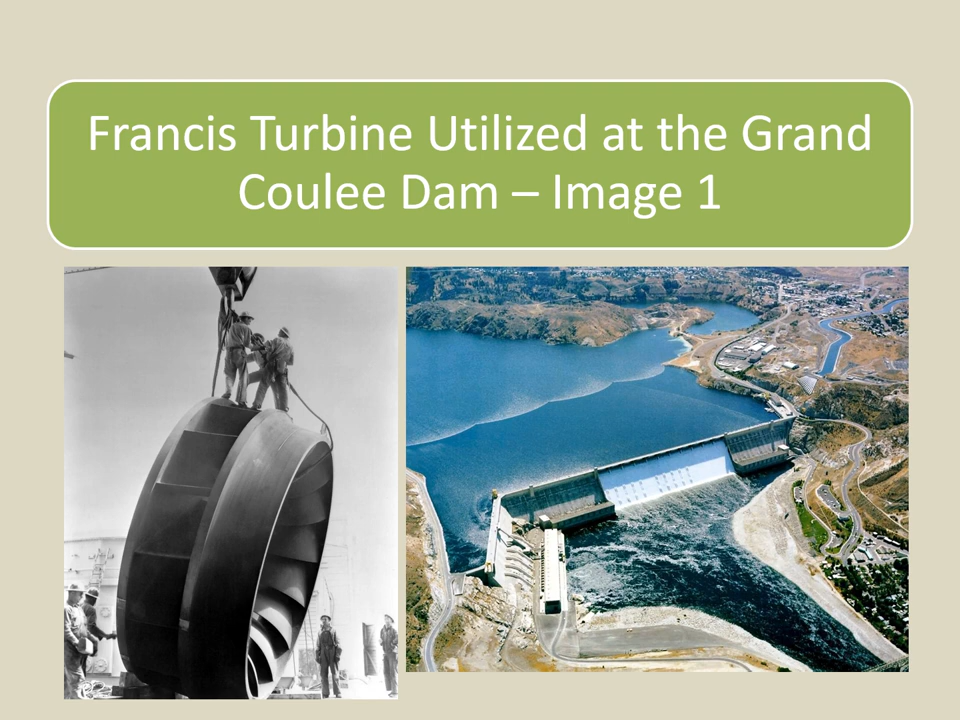 Francis Turbine Utilized at the Grand
Coulee Dam – Image 1